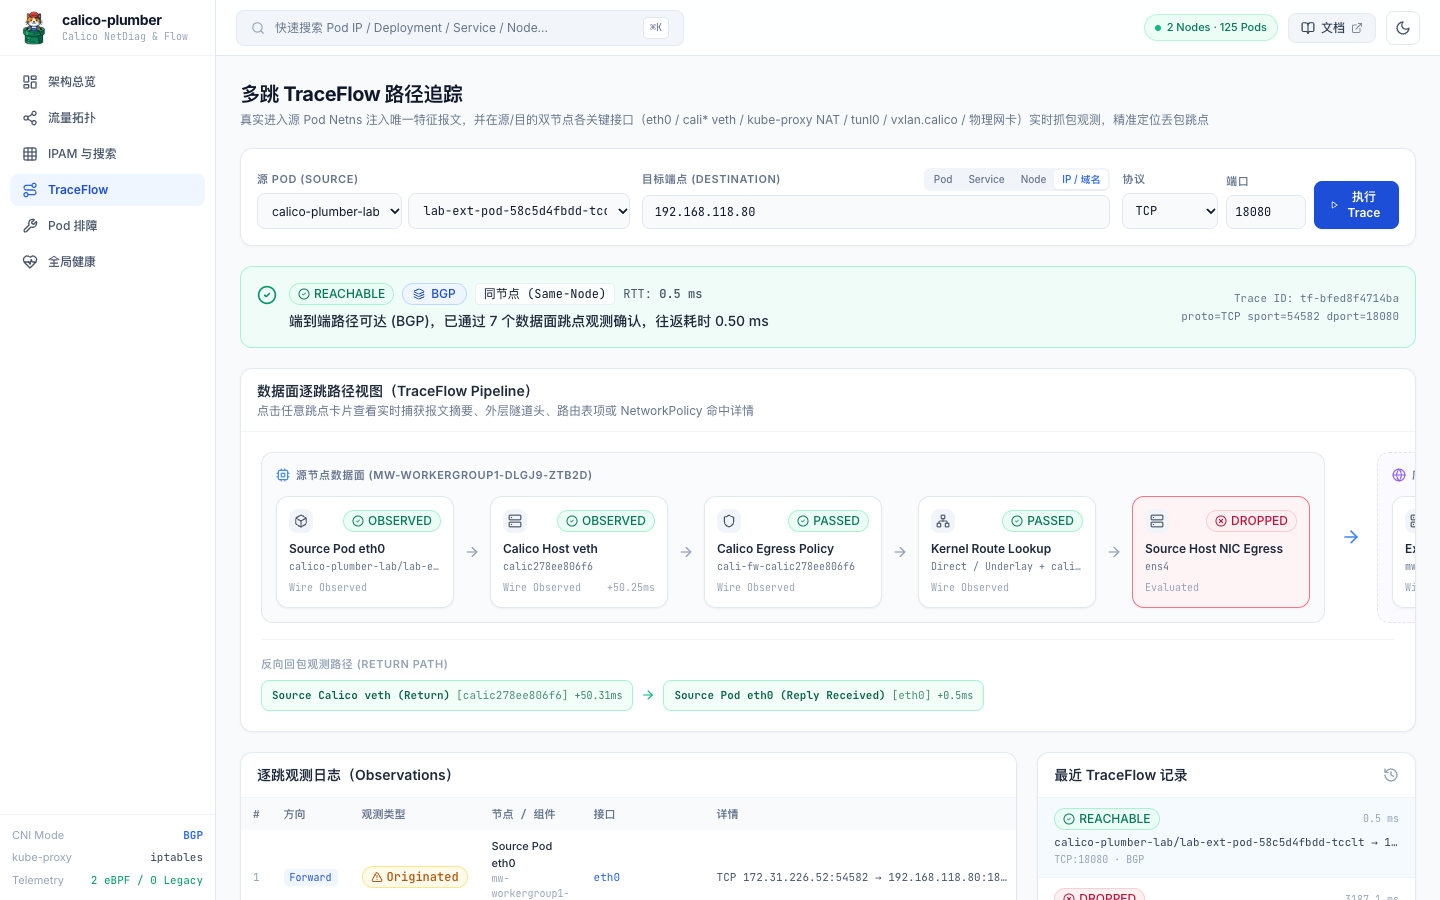 calico-plumber
Calico NetDiag & Flow
快速搜索 Pod IP / Deployment / Service / Node...
⌘K
2 Nodes · 125 Pods
文档
架构总览
流量拓扑
IPAM 与搜索
TraceFlow
Pod 排障
全局健康
CNI Mode
BGP
kube-proxy
iptables
Telemetry
2 eBPF / 0 Legacy
多跳 TraceFlow 路径追踪
真实进入源 Pod Netns 注入唯一特征报文，并在源/目的双节点各关键接口（eth0 / cali* veth / kube-proxy NAT / tunl0 / vxlan.calico / 物理网卡）实时抓包观测，精准定位丢包跳点
源 POD (SOURCE)
calico-plumber-lab
lab-ext-pod-58c5d4fbdd-tcc
目标端点 (DESTINATION)
Pod
Service
Node
IP / 域名
192.168.118.80
协议
TCP
端口
18080
执行
Trace
REACHABLE
BGP
同节点 (Same-Node)
RTT: 0.5 ms
端到端路径可达 (BGP)，已通过 7 个数据面跳点观测确认，往返耗时 0.50 ms
Trace ID: tf-bfed8f4714ba
proto=TCP sport=54582 dport=18080
数据面逐跳路径视图（TraceFlow Pipeline）
点击任意跳点卡片查看实时捕获报文摘要、外层隧道头、路由表项或 NetworkPolicy 命中详情
源节点数据面 (MW-WORKERGROUP1-DLGJ9-ZTB2D)
OBSERVED
Source Pod eth0
calico-plumber-lab/lab-e…
Wire Observed
OBSERVED
Calico Host veth
calic278ee806f6
Wire Observed
+50.25ms
PASSED
Calico Egress Policy
cali-fw-calic278ee806f6
Wire Observed
PASSED
Kernel Route Lookup
Direct / Underlay + cali…
Wire Observed
DROPPED
Source Host NIC Egress
ens4
Evaluated
反向回包观测路径 (RETURN PATH)
Source Calico veth (Return) [calic278ee806f6] +50.31ms
Source Pod eth0 (Reply Received) [eth0] +0.5ms
逐跳观测日志（Observations）
# 方向 观测类型 节点 / 组件 接口 详情
1 Forward Originated
Source Pod
eth0
mw-
workergroup1-
eth0
TCP 172.31.226.52:54582 → 192.168.118.80:18…
最近 TraceFlow 记录
REACHABLE
0.5 ms
calico-plumber-lab/lab-ext-pod-58c5d4fbdd-tcclt → 1…
TCP:18080 · BGP
DROPPED
3187.1 ms